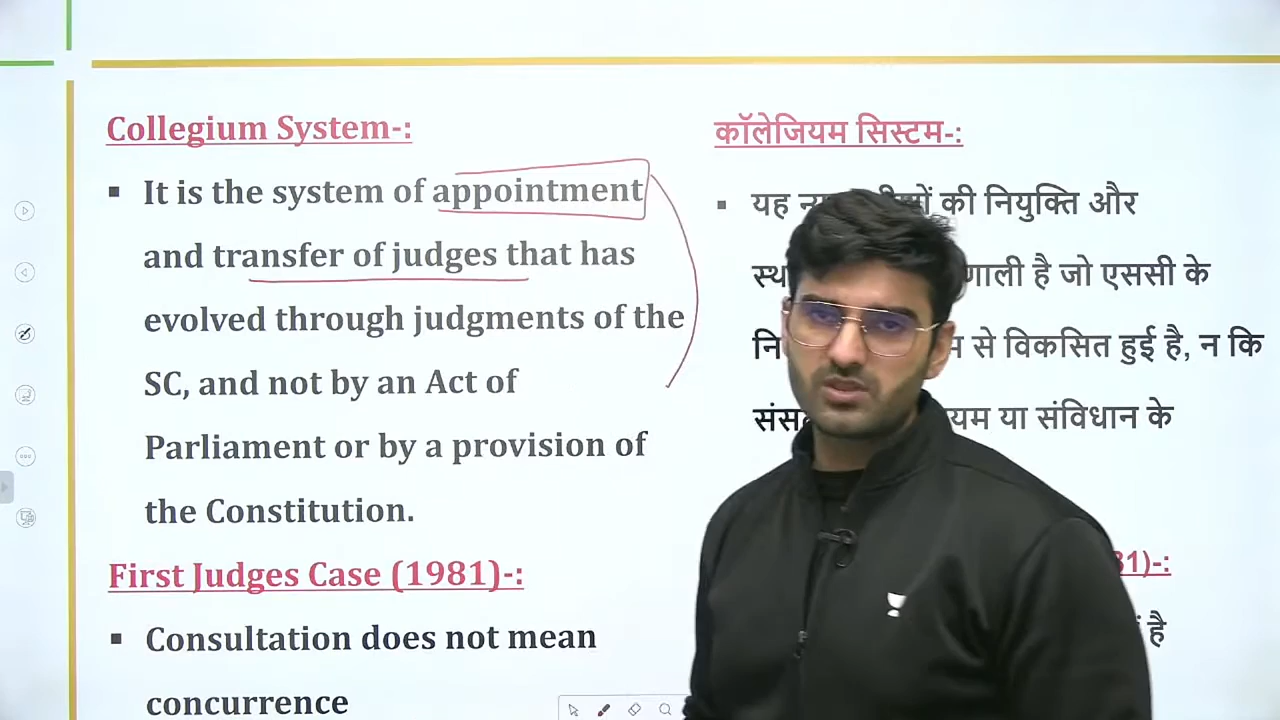 Collegium System-:
▪ It is the system of appointment
and transfer of judges that has
evolved through judgments of the
SC, and not by an Act of
Parliament or by a provision of
the Constitution.
First Judges Case (1981)-:
▪ Consultation does not mean
concurrence
कॉलेजियम सिस्टम-:
▪ यह की नियुक्ति और
है जो एससी के
से विकसित हुई है, न कि
या संविधान के
है